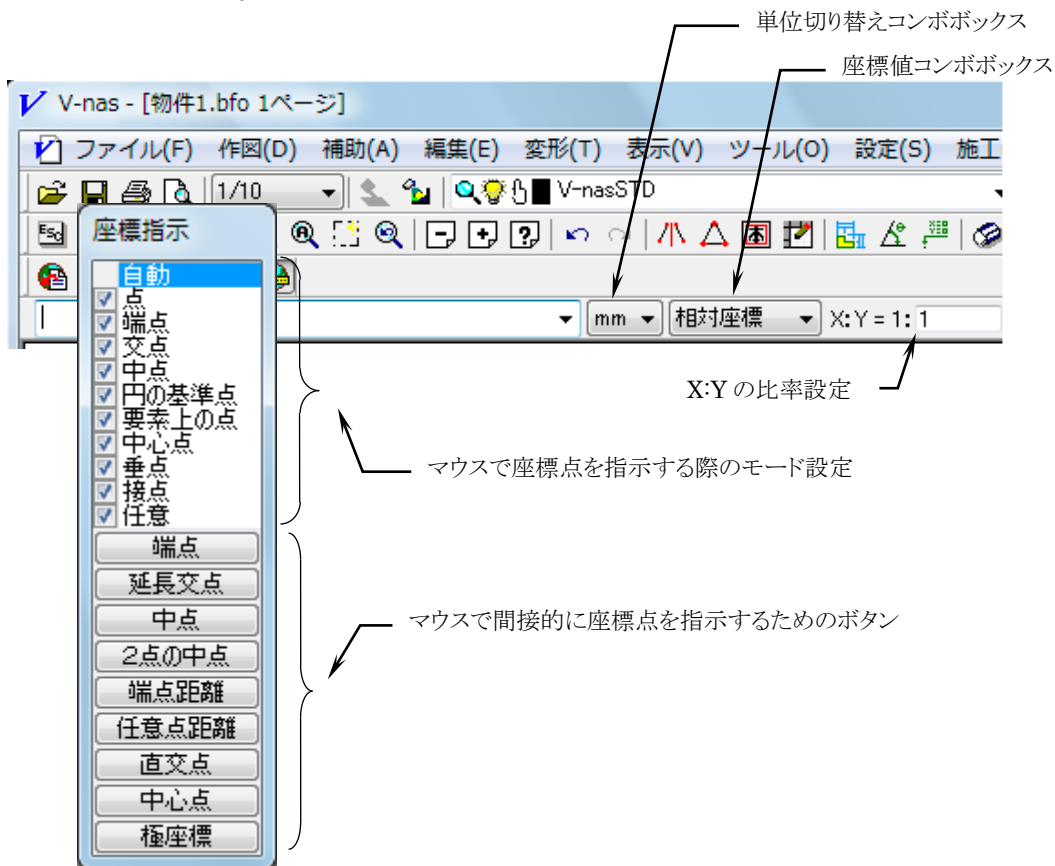 単位切り替えコンボボックス
座標値コンボボックス
V-nas - [物件1.bfo 1ページ]
ファイル(F) 作図(D) 補助(A) 編集(E) 変形(T) 表示(V) ツール(O) 設定(S) 施工
1/10 V-nasSTD
座標指示
自動
点
端点
交点
中点
円の基準点
要素上の点
中心点
垂点
接点
任意
mm 相対座標 X:Y = 1: 1
X:Y の比率設定
マウスで座標点を指示する際のモード設定
端点
延長交点
中点
2点の中点
端点距離
任意点距離
直交点
中心点
極座標
マウスで間接的に座標点を指示するためのボタン